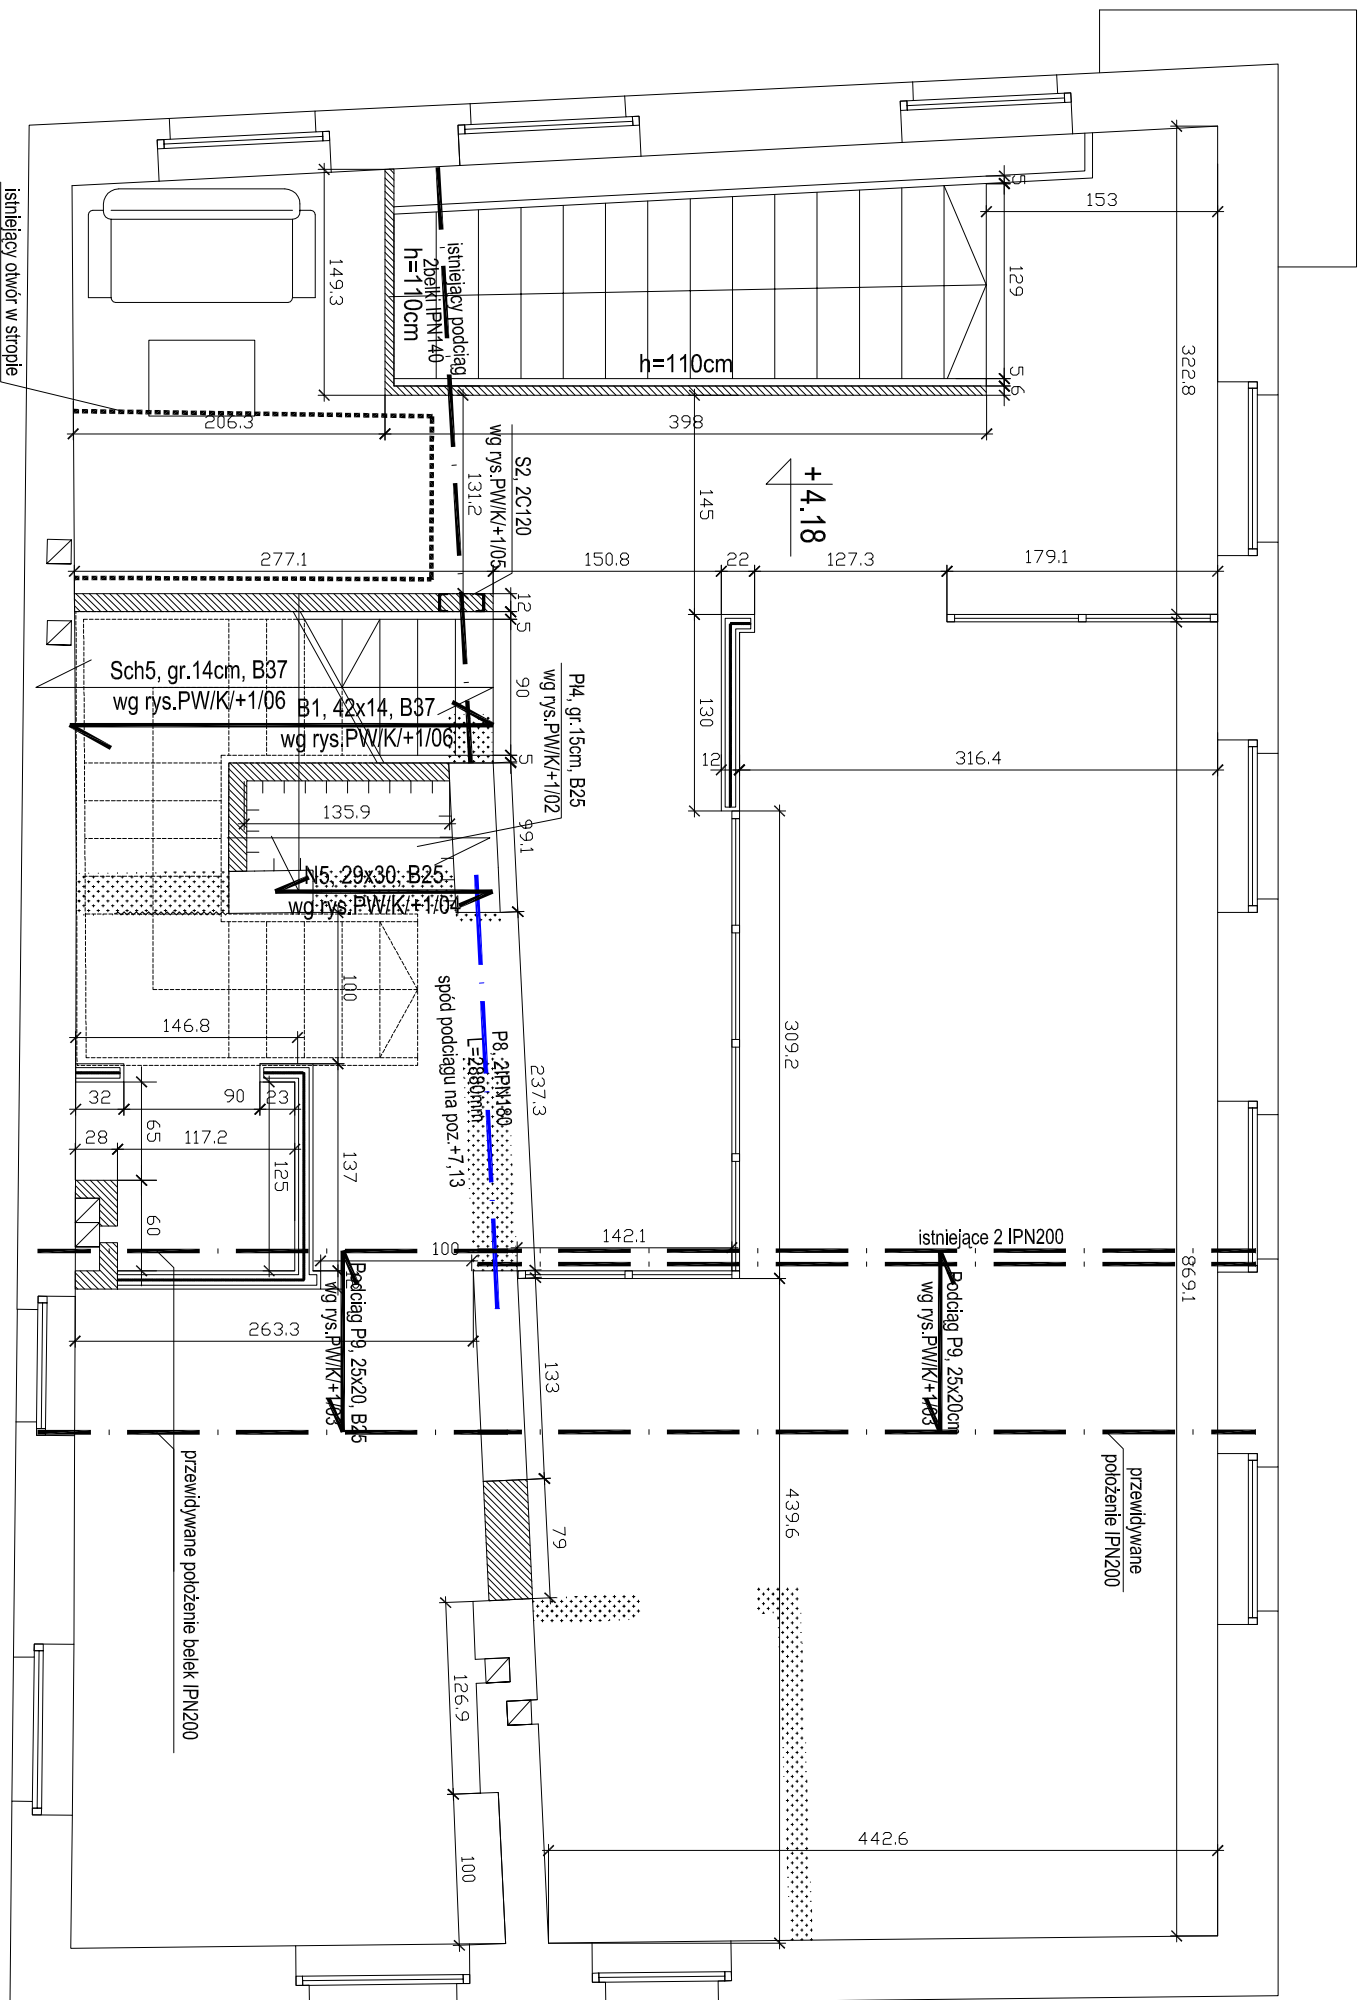 153
5
129
5
6
322.8
149.3
istniejący podciąg
2belki IPN140
h=110cm
h=110cm
istniejący otwór w stropie
206.3
398
S2, 2C120
wg rys.PW/K/+1/05
131.2
145
+4.18
277.1
150.8
22
127.3
179.1
12
5
Sch5, gr.14cm, B37
wg rys.PW/K/+1/06
90
B1, 42x14, B37
wg rys.PW/K/+1/06
Pł4, gr.15cm, B25
wg rys.PW/K/+1/02
130
12
316.4
5
135.9
99.1
N5, 29x30, B25
wg rys.PW/K/+1/04
100
146.8
spód podciągu na poz.+7,13
P8, 2IPN180
L=2880mm
237.3
309.2
32
90
23
65
28
117.2
125
137
60
100
142.1
istniejące 2 IPN200
869.1
Podciąg P9, 25x20, B25
wg rys.PW/K/+1/03
Podciąg P9, 25x20cm
wg rys.PW/K/+1/03
263.3
133
przewidywane położenie belek IPN200
przewidywane
położenie IPN200
439.6
79
126.9
442.6
100